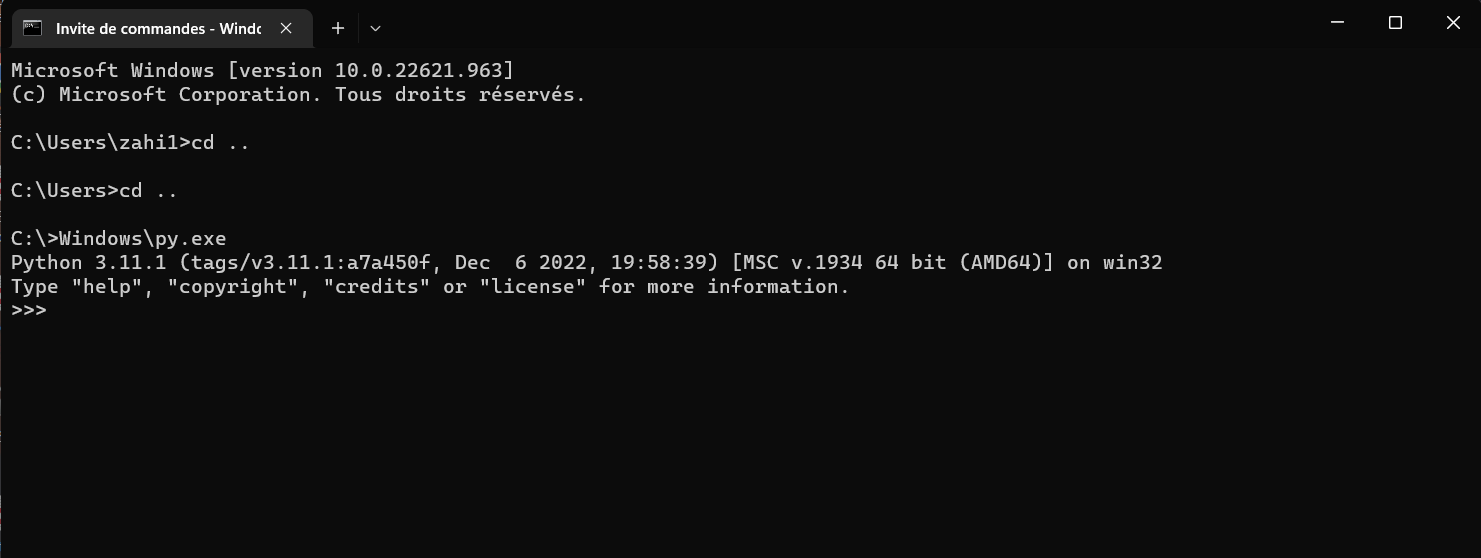 Invite de commandes - Windo
Microsoft Windows [version 10.0.22621.963]
(c) Microsoft Corporation. Tous droits réservés.
C:\Users\zahi1>cd ..
C:\Users>cd ..
C:\>Windows\py.exe
Python 3.11.1 (tags/v3.11.1:a7a450f, Dec  6 2022, 19:58:39) [MSC v.1934 64 bit (AMD64)] on win32
Type "help", "copyright", "credits" or "license" for more information.
>>>